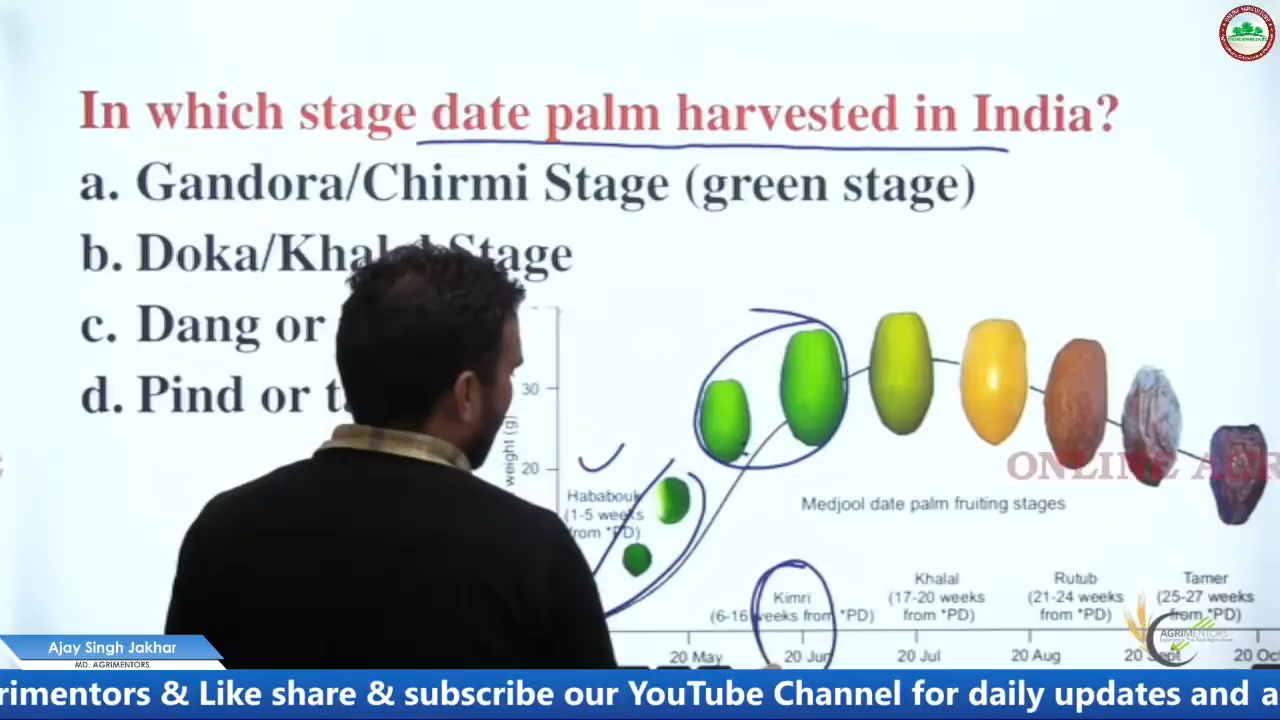 In which stage date palm harvested in India?
a. Gandora/Chirmi Stage (green stage)
b. Doka/Khalal Stage
c. Dang or
d. Pind or
30
20
weight (g)
Hababouk
(1-5 weeks
from *PD)
ONLINE AGR
Medjool date palm fruiting stages
Kimri
(6-16 weeks from *PD)
Khalal
(17-20 weeks
from *PD)
Rutub
(21-24 weeks
from *PD)
Tamer
(25-27 weeks
from *PD)
AGRIMENTORS
20 May
20 Jun
20 Jul
20 Aug
20 Sept
20 Oct
Ajay Singh Jakhar
MD. AGRIMENTORS
rimentors & Like share & subscribe our YouTube Channel for daily updates and a